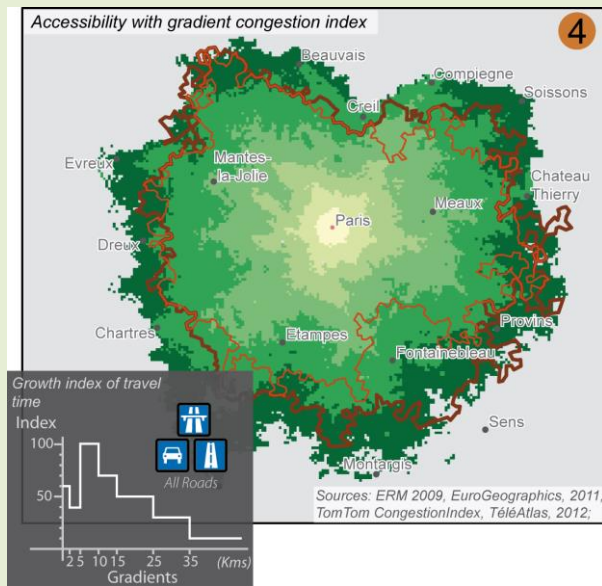 Accessibility with gradient congestion index
4
Beauvais
Compiegne
Soissons
Creil
Evreux
Mantes-
la-Jolie
Chateau
Thierry
Meaux
Paris
Dreux
Chartres
Etampes
Provins
Fontainebleau
Sens
Montargis
Growth index of travel
time
Index
100
50
All Roads
2 5 10 15 25 35 (Kms)
Gradients
Sources: ERM 2009, EuroGeographics, 2011,
TomTom CongestionIndex, TéléAtlas, 2012;